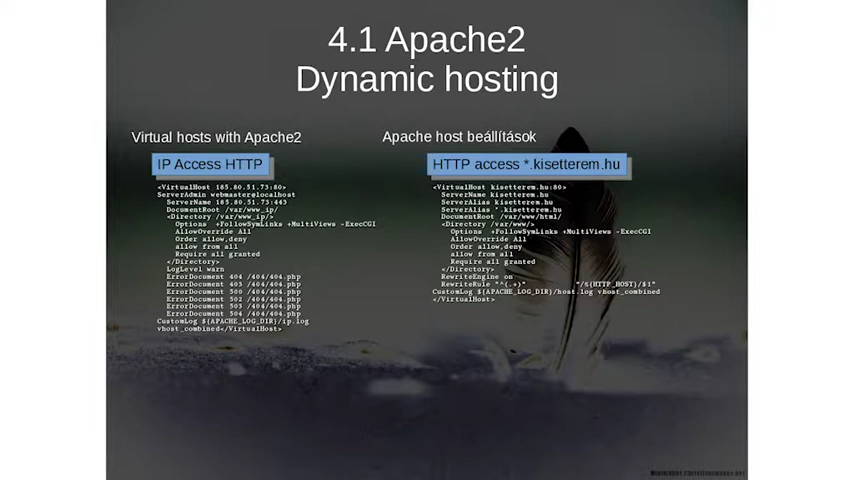 4.1 Apache2
Dynamic hosting
Virtual hosts with Apache2
IP Access HTTP
<VirtualHost 185.80.51.73:80>
ServerAdmin webmaster@localhost
ServerName 185.80.51.73:443
DocumentRoot /var/www_ip/
<Directory /var/www_ip/>
Options +FollowSymLinks +MultiViews -ExecCGI
AllowOverride All
Order allow,deny
allow from all
Require all granted
</Directory>
LogLevel warn
ErrorDocument 404 /404/404.php
ErrorDocument 403 /404/404.php
ErrorDocument 500 /404/404.php
ErrorDocument 502 /404/404.php
ErrorDocument 503 /404/404.php
ErrorDocument 504 /404/404.php
CustomLog ${APACHE_LOG_DIR}/ip.log
vhost_combined</VirtualHost>
Apache host beállítások
HTTP access *.kisetterem.hu
<VirtualHost kisetterem.hu:80>
ServerName kisetterem.hu
ServerAlias kisetterem.hu
ServerAlias *.kisetterem.hu
DocumentRoot /var/www/html/
<Directory /var/www/>
Options +FollowSymLinks +MultiViews -ExecCGI
AllowOverride All
Order allow,deny
allow from all
Require all granted
</Directory>
RewriteEngine on
RewriteRule "^(.+)" "/${HTTP_HOST}/$1"
CustomLog ${APACHE_LOG_DIR}/host.log vhost_combined
</VirtualHost>